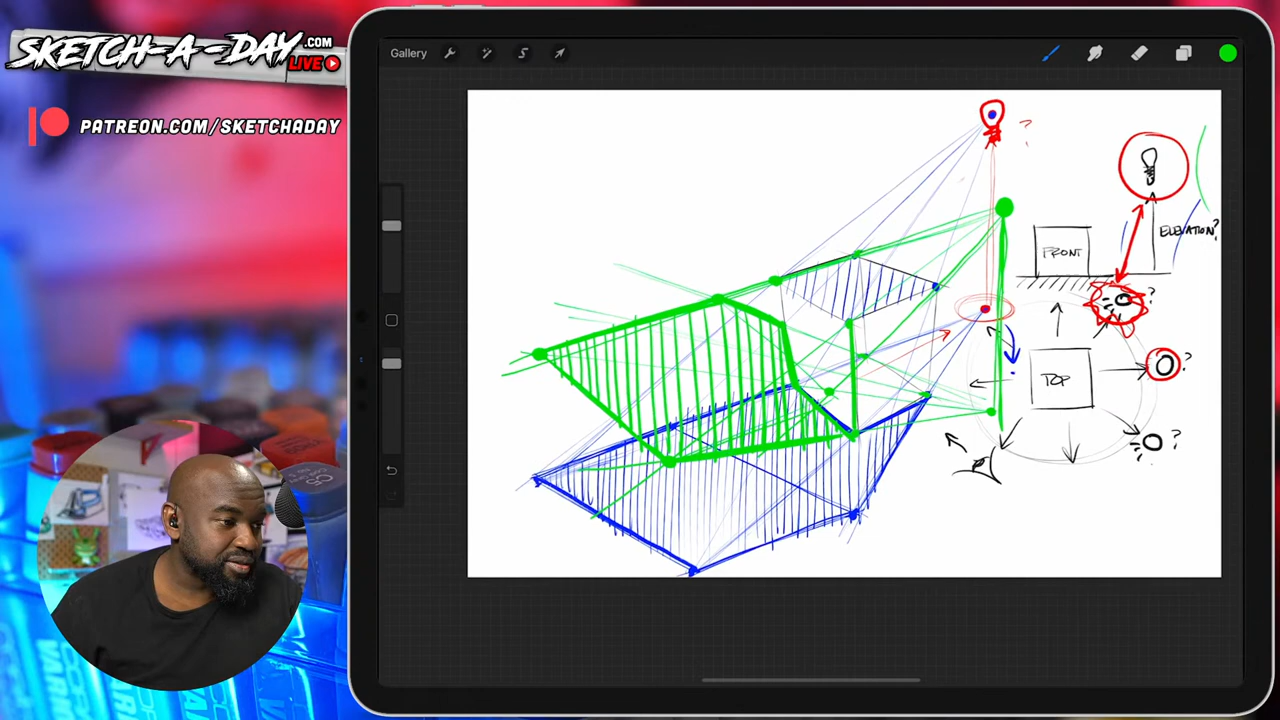 SKETCH-A-DAY.COM
LIVE
PATREON.COM/SKETCHADAY
Gallery
?
ELEVATION?
FRONT
?
?
TOP
?